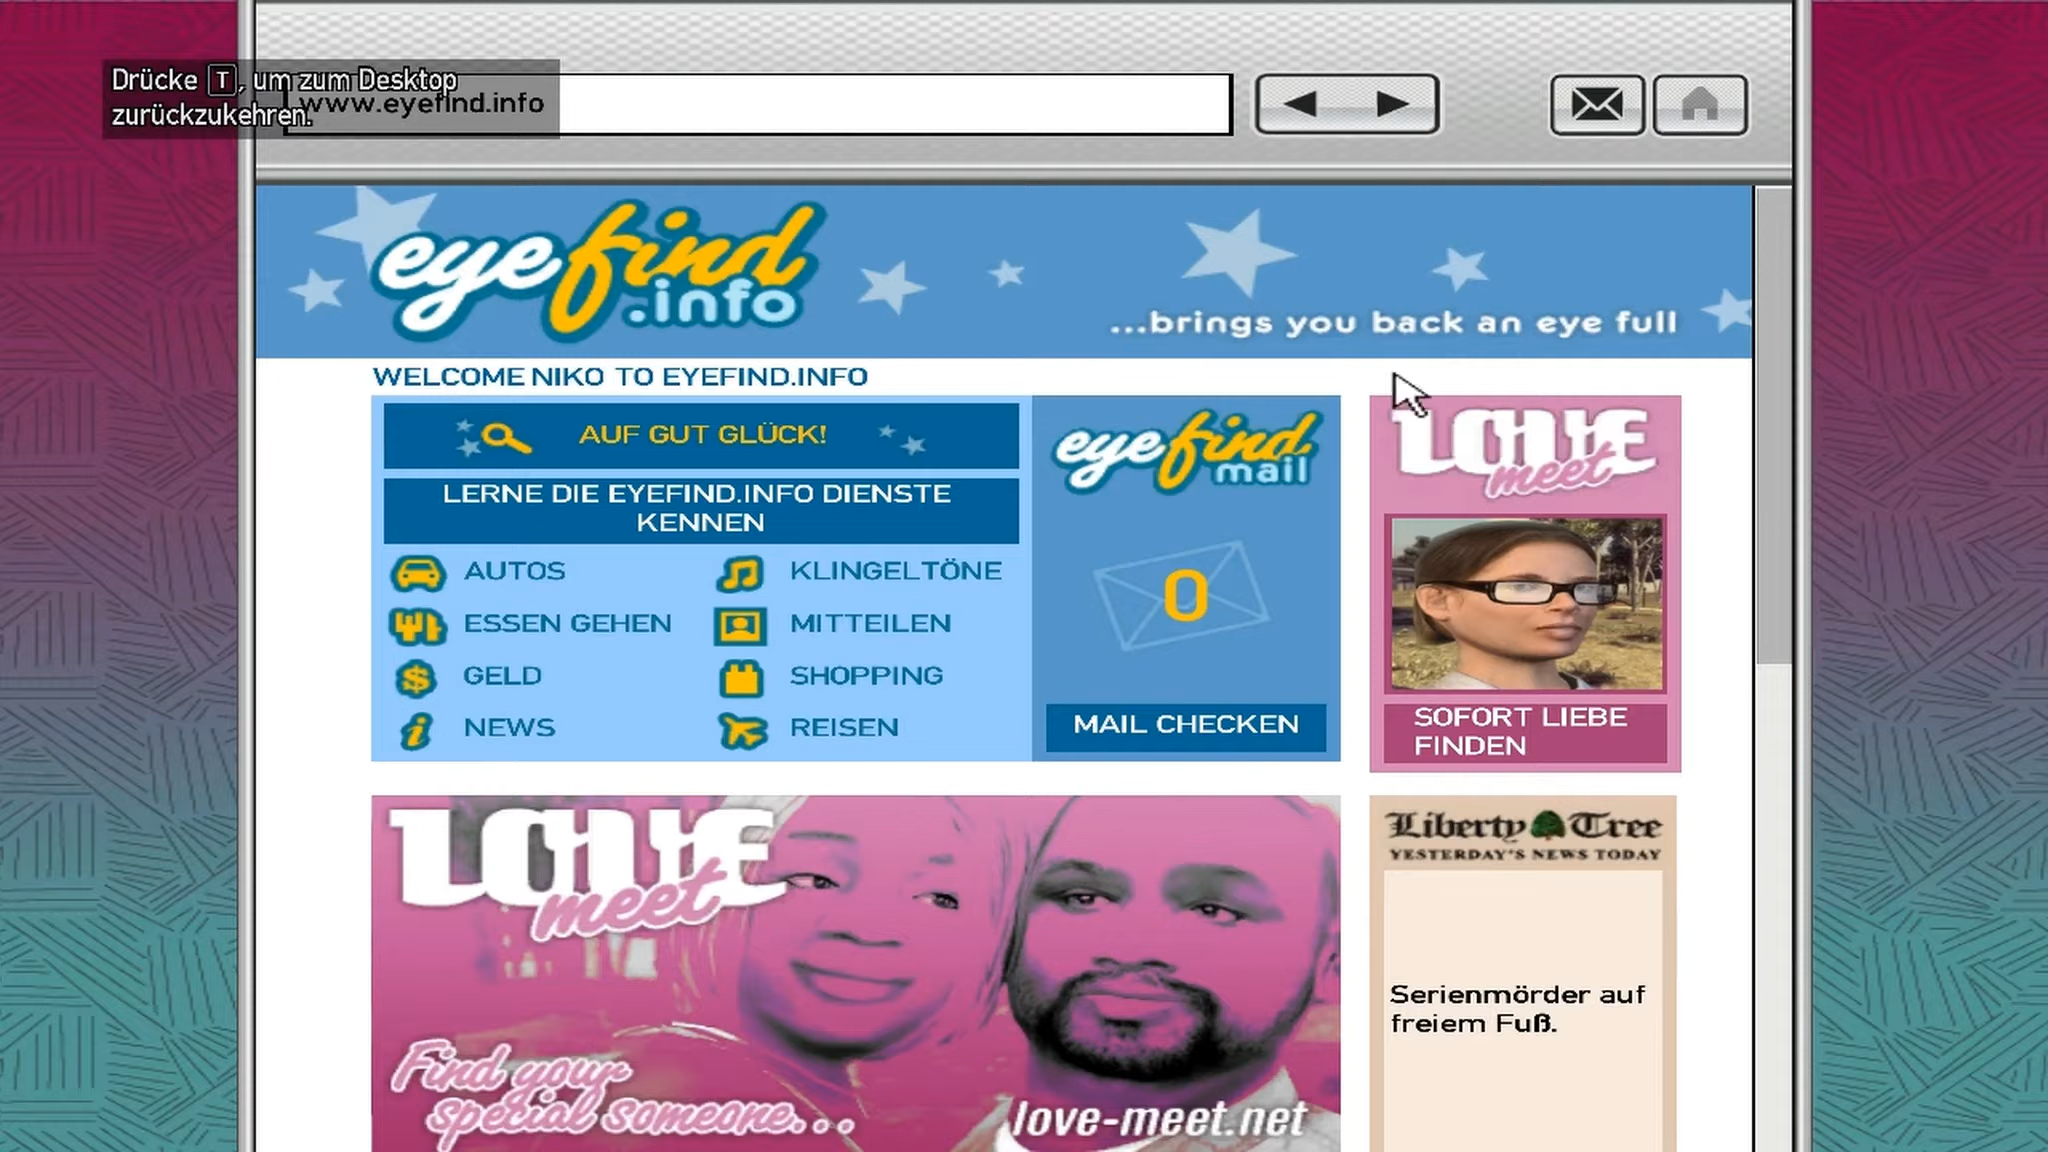 Drücke T, um zum Desktop
zurückzukehren.
www.eyefind.info
eyefind
.info
...brings you back an eye full
WELCOME NIKO TO EYEFIND.INFO
AUF GUT GLÜCK!
LERNE DIE EYEFIND.INFO DIENSTE
KENNEN
AUTOS
KLINGELTÖNE
ESSEN GEHEN
MITTEILEN
GELD
SHOPPING
NEWS
REISEN
eyefind
mail
0
MAIL CHECKEN
LOVE
meet
SOFORT LIEBE
FINDEN
LOVE
meet
Find your
special someone...
love-meet.net
Liberty Tree
YESTERDAY'S NEWS TODAY
Serienmörder auf
freiem Fuß.